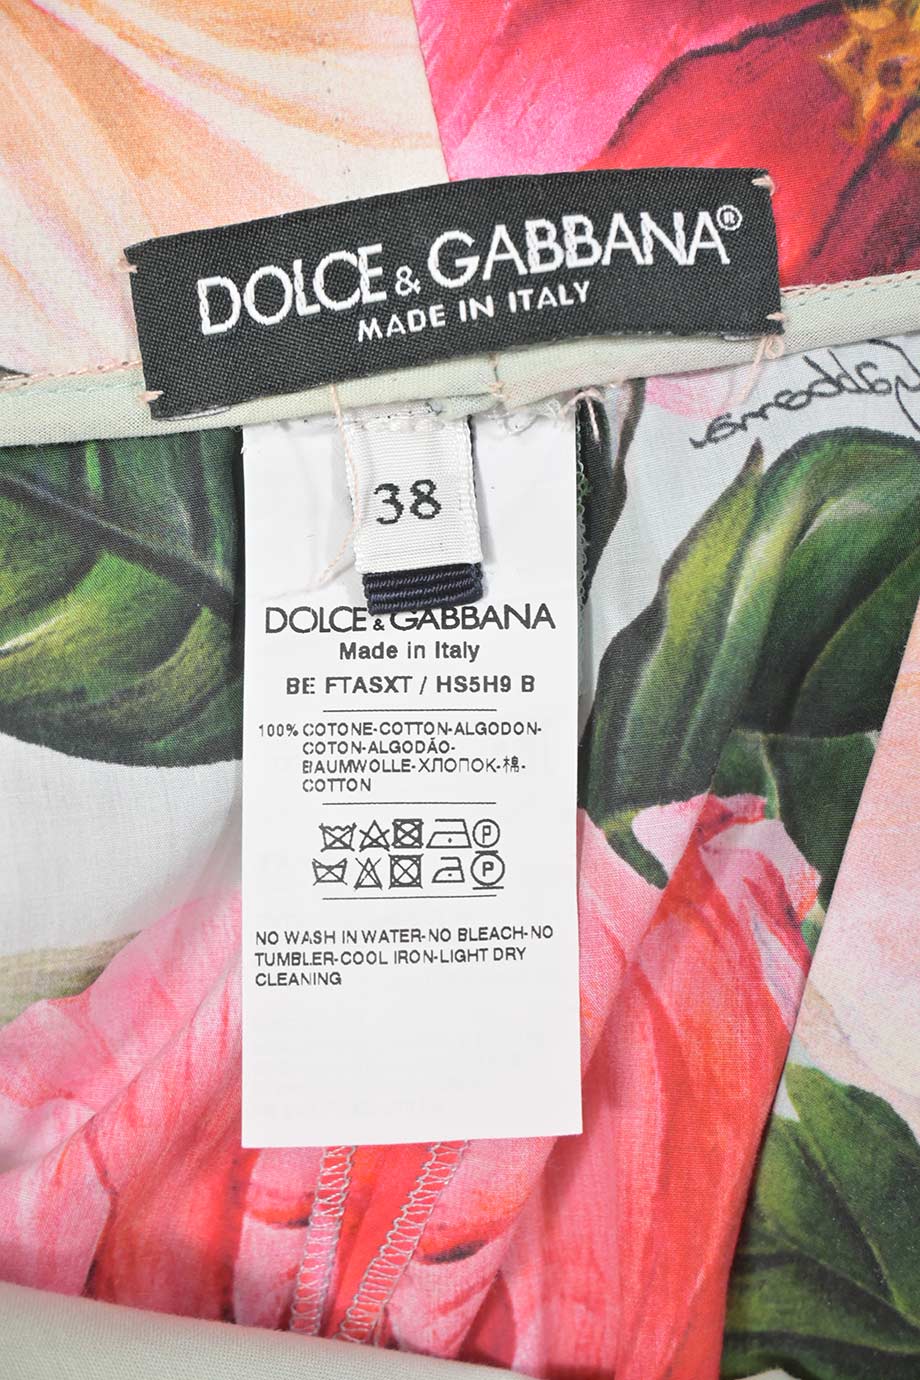 DOLCE & GABBANA®
MADE IN ITALY
38
DOLCE & GABBANA
Made in Italy
BE FTASXT / HS5H9 B
100% COTONE-COTTON-ALGODON-
COTON-ALGODÃO-
BAUMWOLLE-ХЛОПОК-棉-
COTTON
P
P
NO WASH IN WATER-NO BLEACH-NO
TUMBLER-COOL IRON-LIGHT DRY
CLEANING